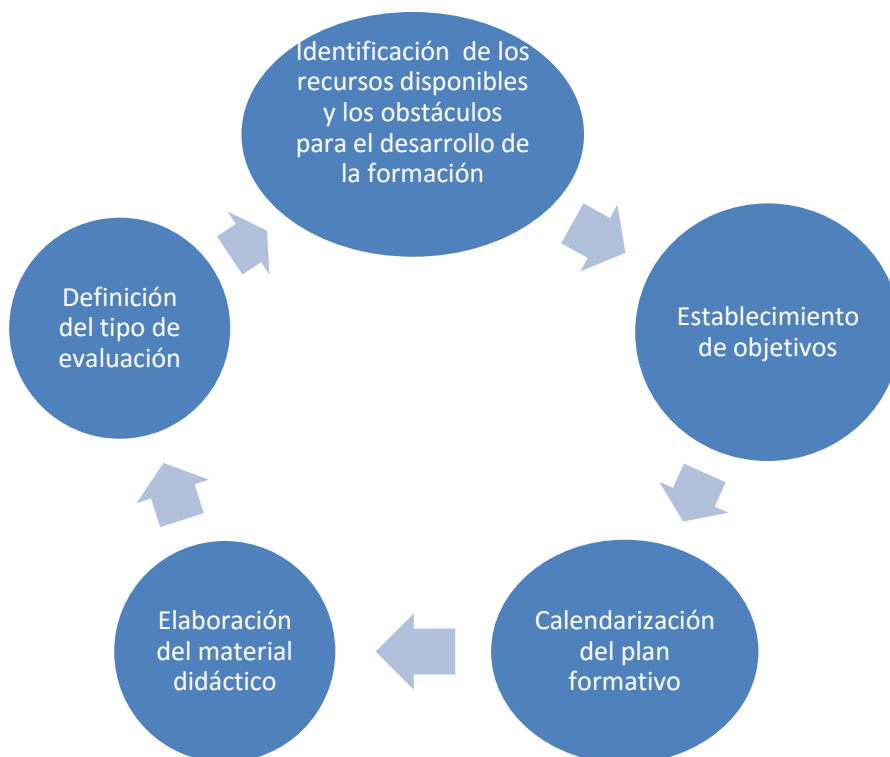 Identificación  de los
recursos disponibles
y los obstáculos
para el desarrollo de
la formación
Establecimiento
de objetivos
Calendarización
del plan
formativo
Elaboración
del material
didáctico
Definición
del tipo de
evaluación